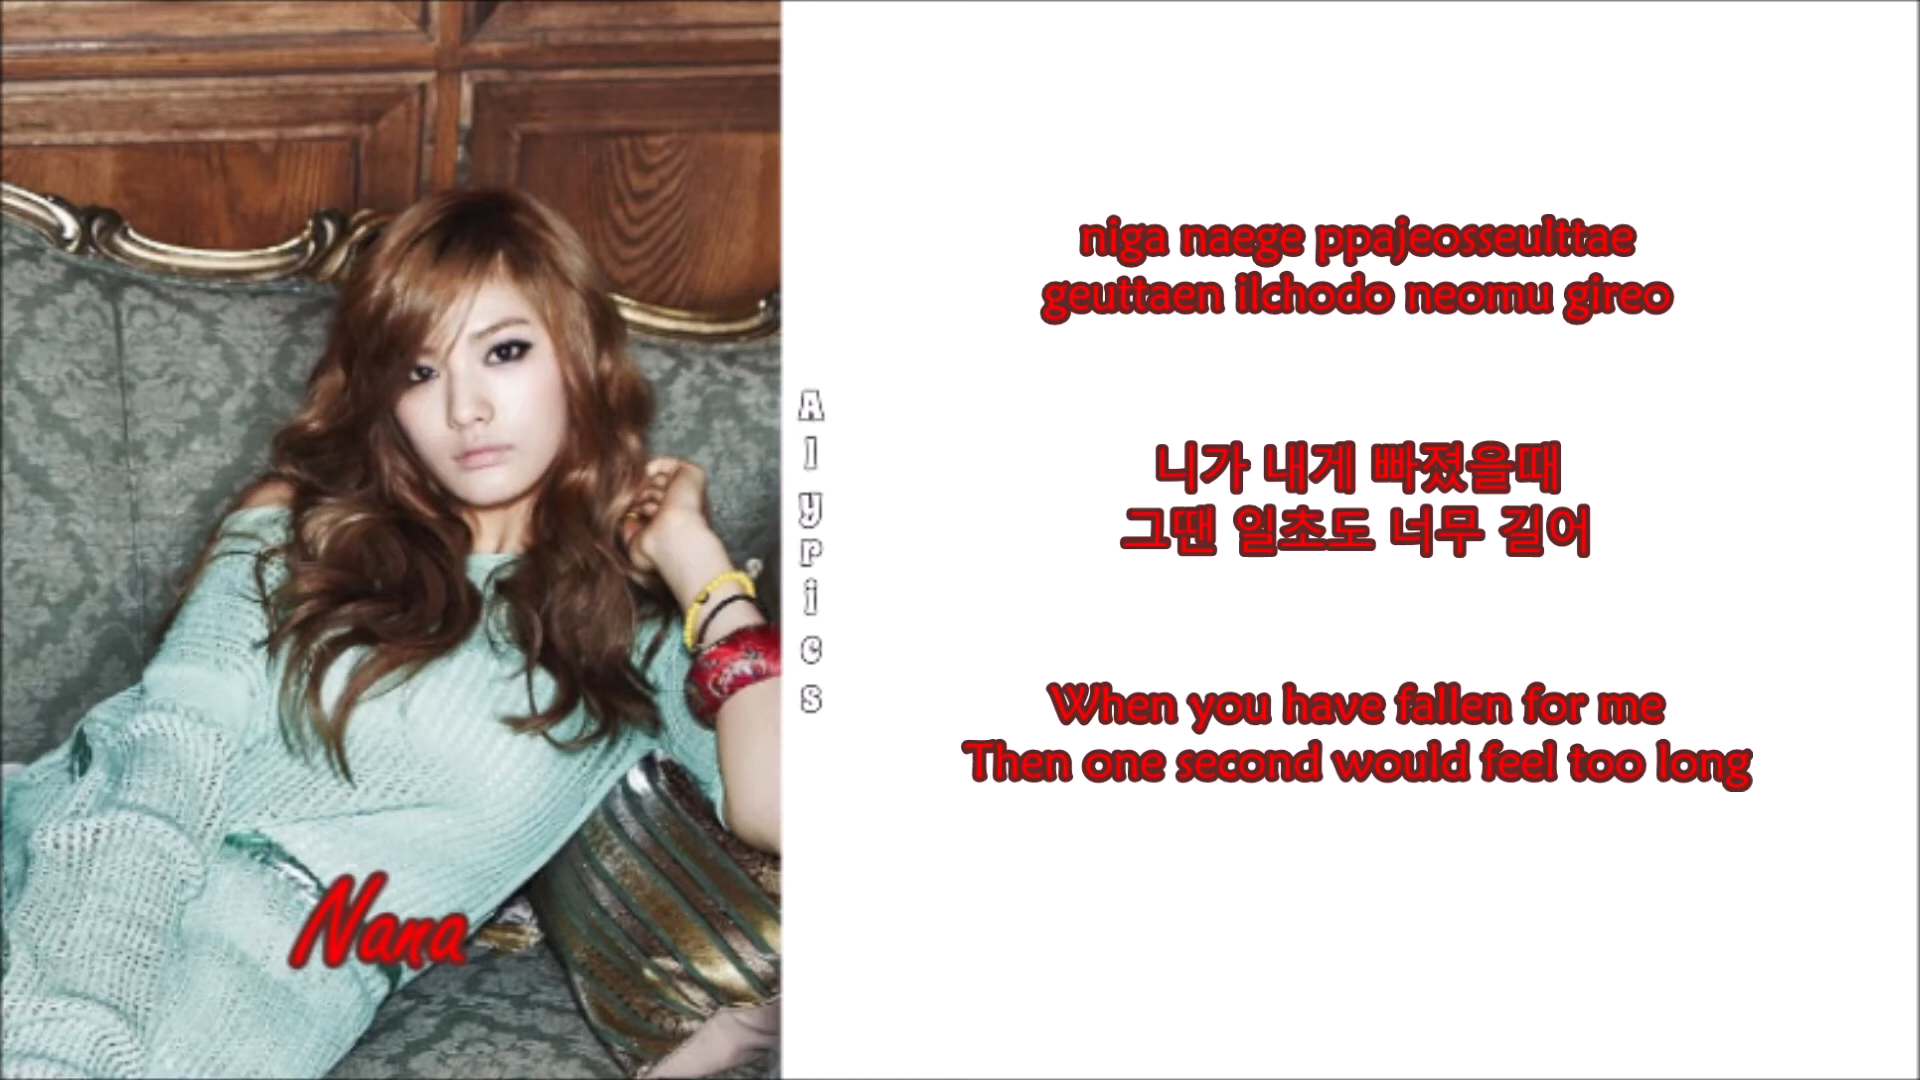 niga naege ppajeosseulttae
geuttaen ilchodo neomu gireo
니가 내게 빠졌을때
그땐 일초도 너무 길어
When you have fallen for me
Then one second would feel too long
Nana
Alypics